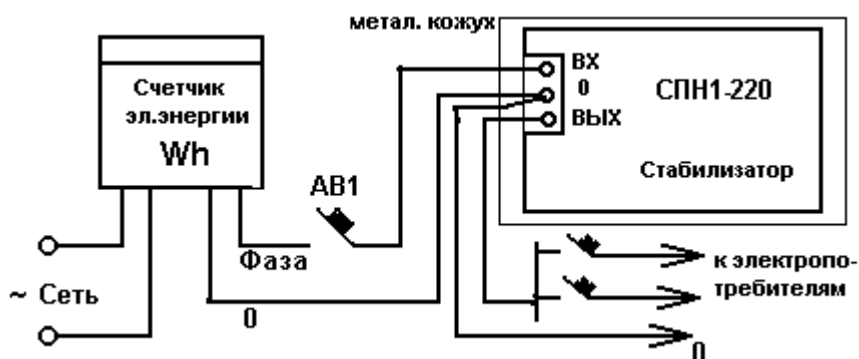 метал. кожух
Счетчик
эл.энергии
Wh
ВХ
0
ВЫХ
СПН1-220
Стабилизатор
АВ1
Фаза
~ Сеть
0
к электропо-
требителям
0